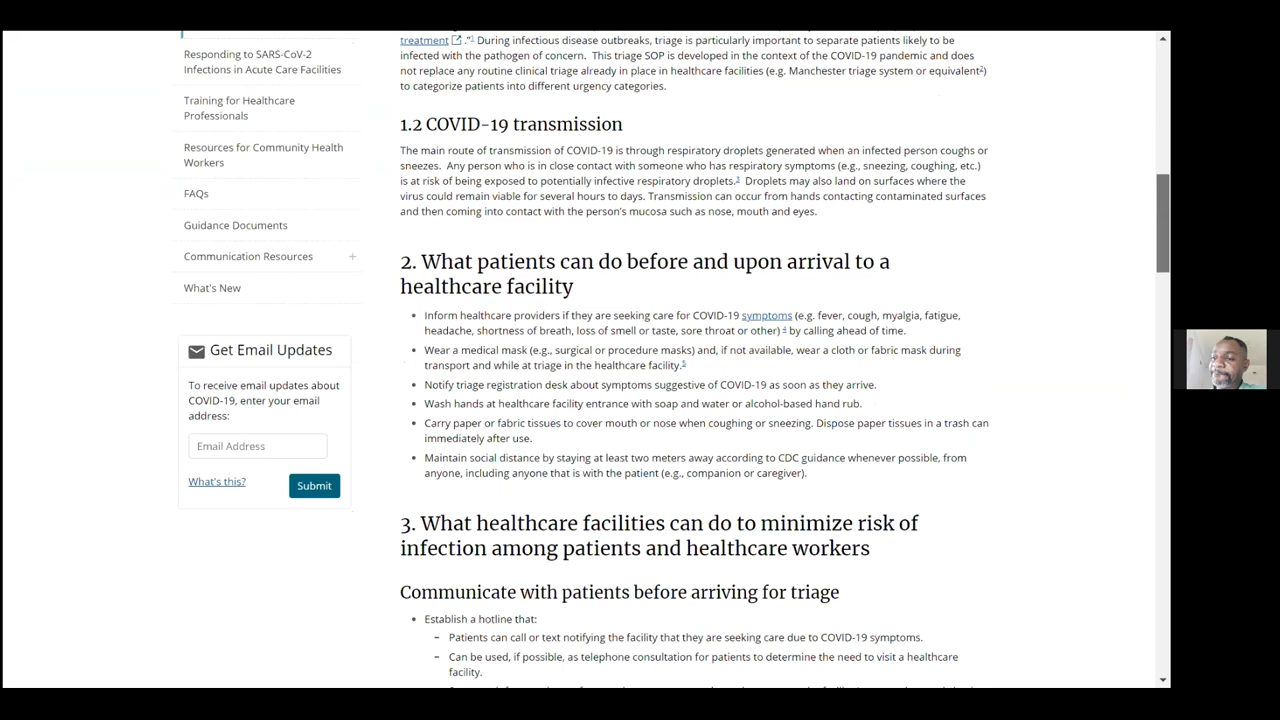 Responding to SARS-CoV-2
Infections in Acute Care Facilities
Training for Healthcare
Professionals
Resources for Community Health
Workers
FAQs
Guidance Documents
Communication Resources +
What's New
Get Email Updates
To receive email updates about
COVID-19, enter your email
address:
Email Address
What's this?
Submit
treatment ."1 During infectious disease outbreaks, triage is particularly important to separate patients likely to be
infected with the pathogen of concern. This triage SOP is developed in the context of the COVID-19 pandemic and does
not replace any routine clinical triage already in place in healthcare facilities (e.g. Manchester triage system or equivalent2)
to categorize patients into different urgency categories.
1.2 COVID-19 transmission
The main route of transmission of COVID-19 is through respiratory droplets generated when an infected person coughs or
sneezes. Any person who is in close contact with someone who has respiratory symptoms (e.g., sneezing, coughing, etc.)
is at risk of being exposed to potentially infective respiratory droplets.3 Droplets may also land on surfaces where the
virus could remain viable for several hours to days. Transmission can occur from hands contacting contaminated surfaces
and then coming into contact with the person's mucosa such as nose, mouth and eyes.
2. What patients can do before and upon arrival to a
healthcare facility
• Inform healthcare providers if they are seeking care for COVID-19 symptoms (e.g. fever, cough, myalgia, fatigue,
headache, shortness of breath, loss of smell or taste, sore throat or other) 4 by calling ahead of time.
• Wear a medical mask (e.g., surgical or procedure masks) and, if not available, wear a cloth or fabric mask during
transport and while at triage in the healthcare facility.5
• Notify triage registration desk about symptoms suggestive of COVID-19 as soon as they arrive.
• Wash hands at healthcare facility entrance with soap and water or alcohol-based hand rub.
• Carry paper or fabric tissues to cover mouth or nose when coughing or sneezing. Dispose paper tissues in a trash can
immediately after use.
• Maintain social distance by staying at least two meters away according to CDC guidance whenever possible, from
anyone, including anyone that is with the patient (e.g., companion or caregiver).
3. What healthcare facilities can do to minimize risk of
infection among patients and healthcare workers
Communicate with patients before arriving for triage
• Establish a hotline that:
– Patients can call or text notifying the facility that they are seeking care due to COVID-19 symptoms.
– Can be used, if possible, as telephone consultation for patients to determine the need to visit a healthcare
facility.